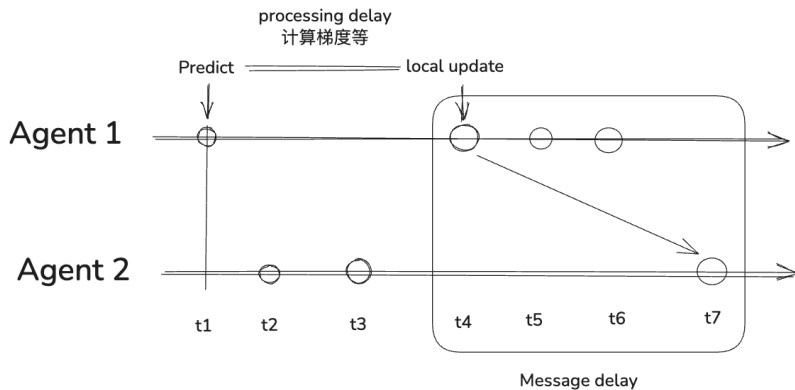 processing delay
计算梯度等
Predict
local update
Agent 1
Agent 2
t1
t2
t3
t4
t5
t6
t7
Message delay